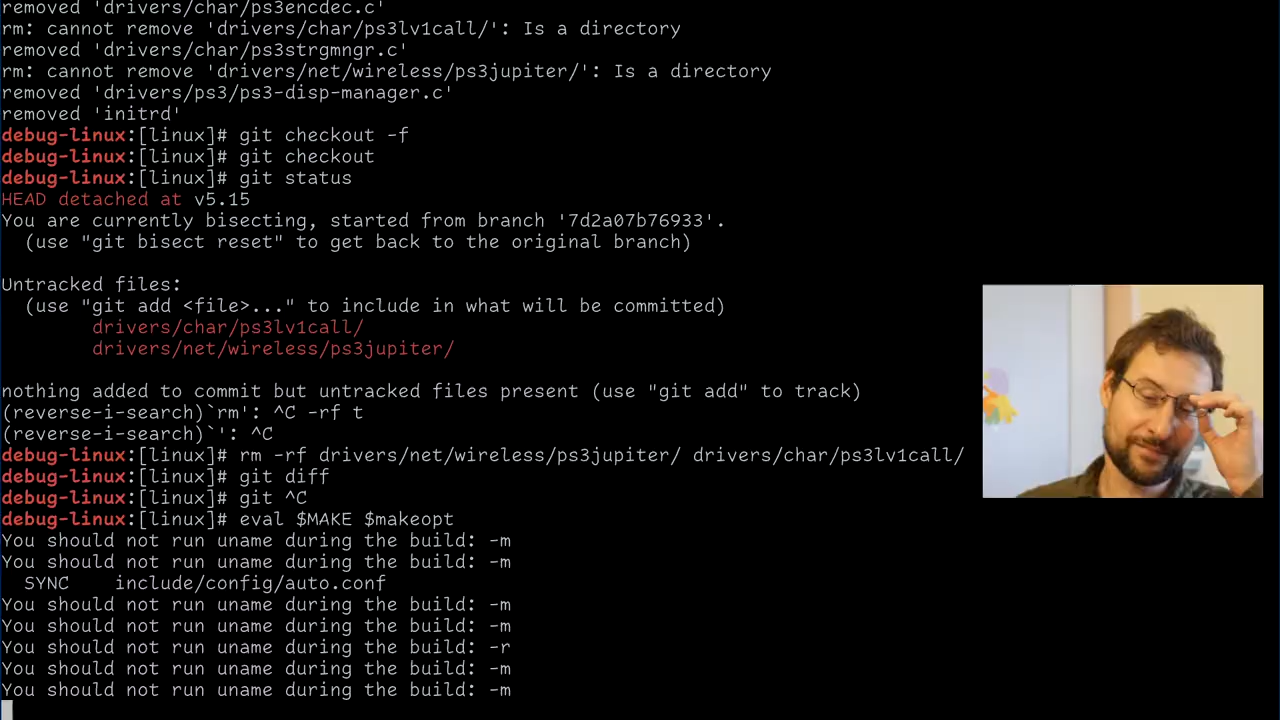 removed 'drivers/char/ps3encdec.c'
rm: cannot remove 'drivers/char/ps3lv1call/': Is a directory
removed 'drivers/char/ps3strgmngr.c'
rm: cannot remove 'drivers/net/wireless/ps3jupiter/': Is a directory
removed 'drivers/ps3/ps3-disp-manager.c'
removed 'initrd'
debug-linux:[linux]# git checkout -f
debug-linux:[linux]# git checkout
debug-linux:[linux]# git status
HEAD detached at v5.15
You are currently bisecting, started from branch '7d2a07b76933'.
  (use "git bisect reset" to get back to the original branch)

Untracked files:
  (use "git add <file>..." to include in what will be committed)
        drivers/char/ps3lv1call/
        drivers/net/wireless/ps3jupiter/

nothing added to commit but untracked files present (use "git add" to track)
(reverse-i-search)`rm': ^C -rf t
(reverse-i-search)`': ^C
debug-linux:[linux]# rm -rf drivers/net/wireless/ps3jupiter/ drivers/char/ps3lv1call/
debug-linux:[linux]# git diff
debug-linux:[linux]# git ^C
debug-linux:[linux]# eval $MAKE $makeopt
You should not run uname during the build: -m
You should not run uname during the build: -m
  SYNC    include/config/auto.conf
You should not run uname during the build: -m
You should not run uname during the build: -m
You should not run uname during the build: -r
You should not run uname during the build: -m
You should not run uname during the build: -m